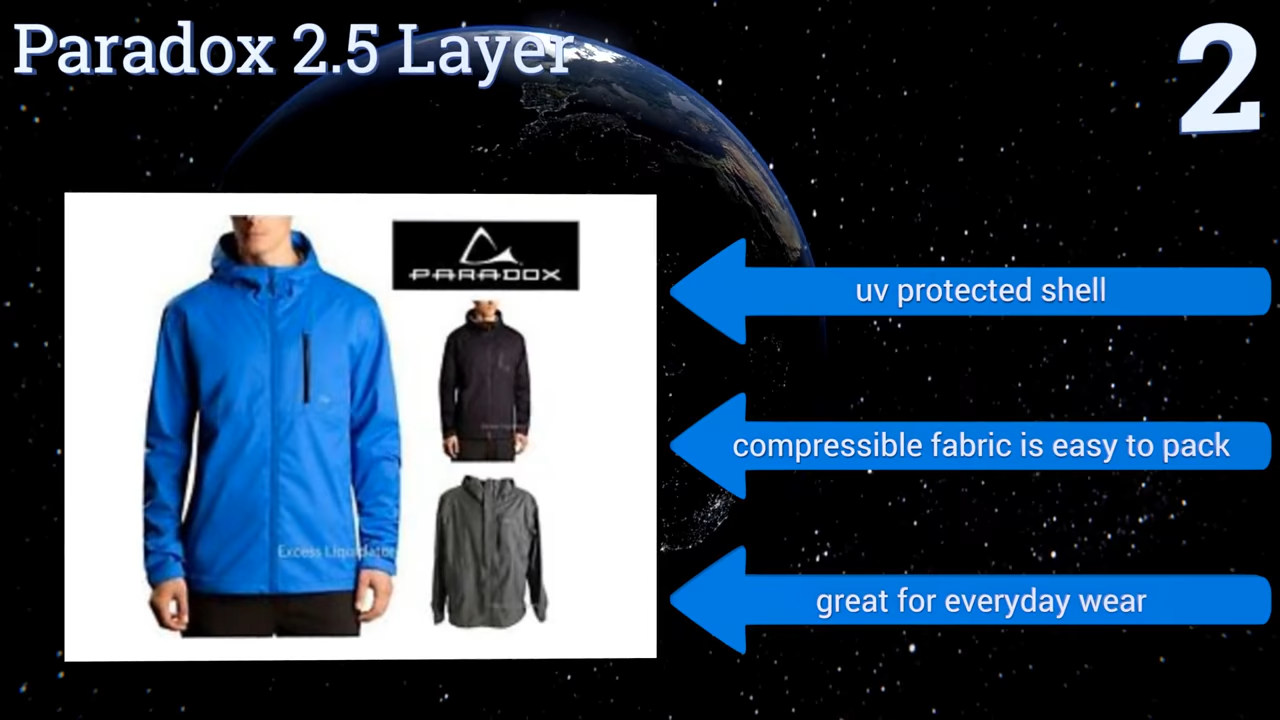 Paradox 2.5 Layer
2
PARADOX
uv protected shell
compressible fabric is easy to pack
Excess Liquidator
great for everyday wear